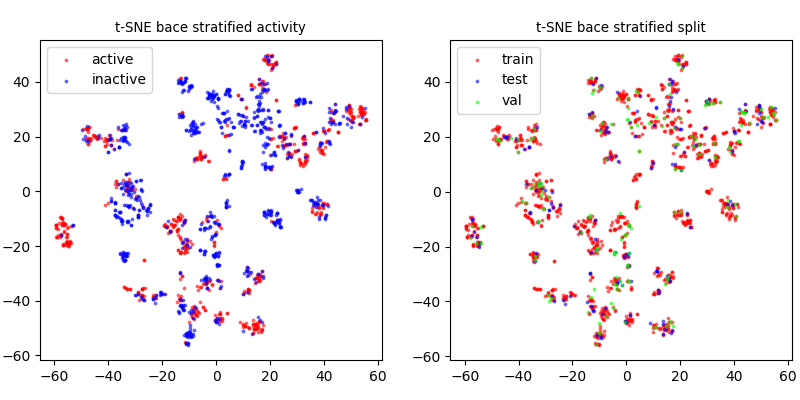 t-SNE bace stratified activity
active
inactive
40
20
0
−20
−40
−60
−60 −40 −20 0 20 40 60
t-SNE bace stratified split
train
test
val
40
20
0
−20
−40
−60
−60 −40 −20 0 20 40 60